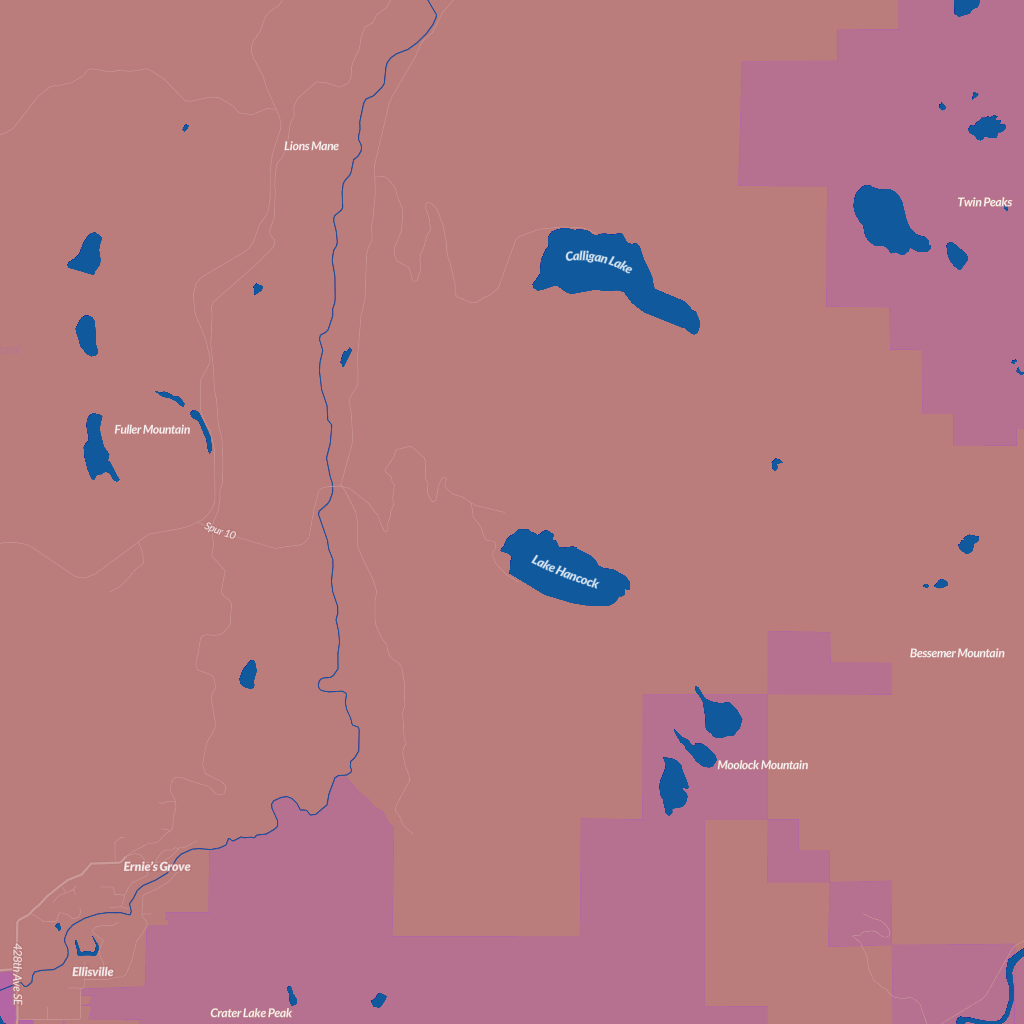 Lions Mane
Twin Peaks
Calligan Lake
Fuller Mountain
Spur 10
Lake Hancock
Bessemer Mountain
Moolock Mountain
Ernie's Grove
428th Ave SE
Ellisville
Crater Lake Peak